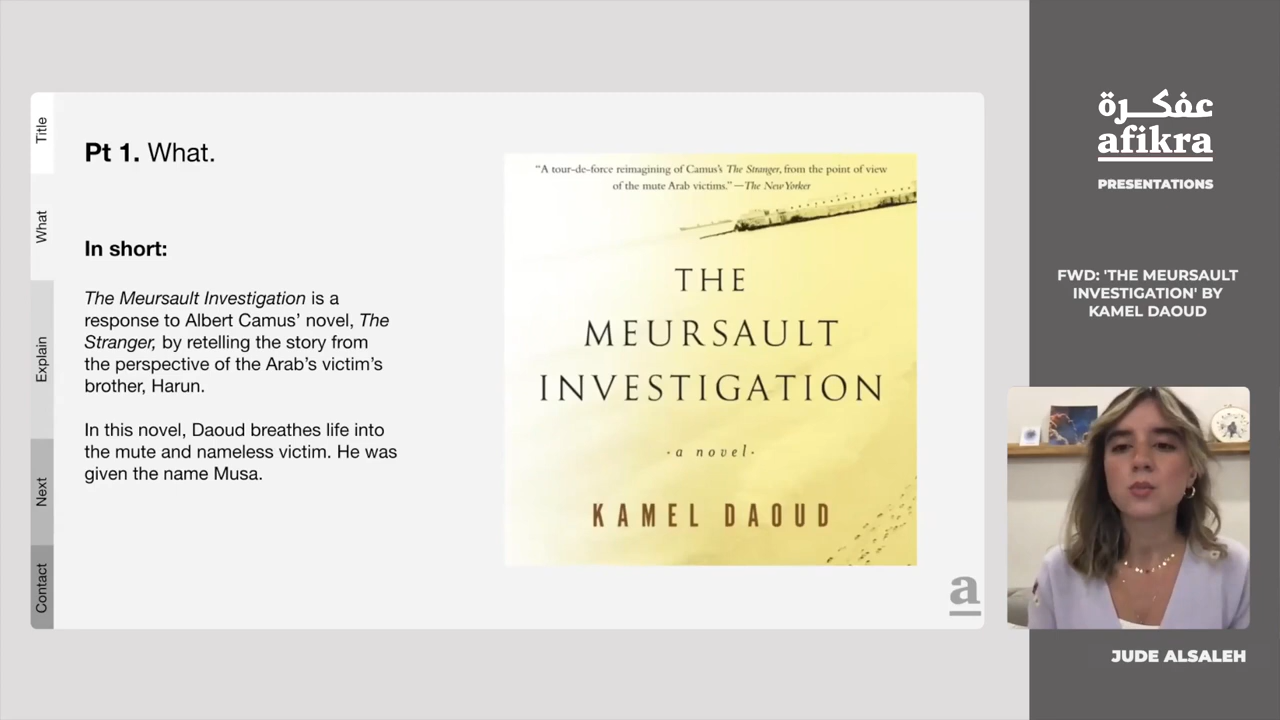 Title
What
Explain
Next
Contact
Pt 1. What.
In short:
The Meursault Investigation is a
response to Albert Camus’ novel, The
Stranger, by retelling the story from
the perspective of the Arab’s victim’s
brother, Harun.
In this novel, Daoud breathes life into
the mute and nameless victim. He was
given the name Musa.
“A tour-de-force reimagining of Camus’s The Stranger, from the point of view
of the mute Arab victims.” —The New Yorker
THE
MEURSAULT
INVESTIGATION
·a novel·
KAMEL DAOUD
a
عفكرة
afikra
PRESENTATIONS
FWD: 'THE MEURSAULT
INVESTIGATION' BY
KAMEL DAOUD
JUDE ALSALEH